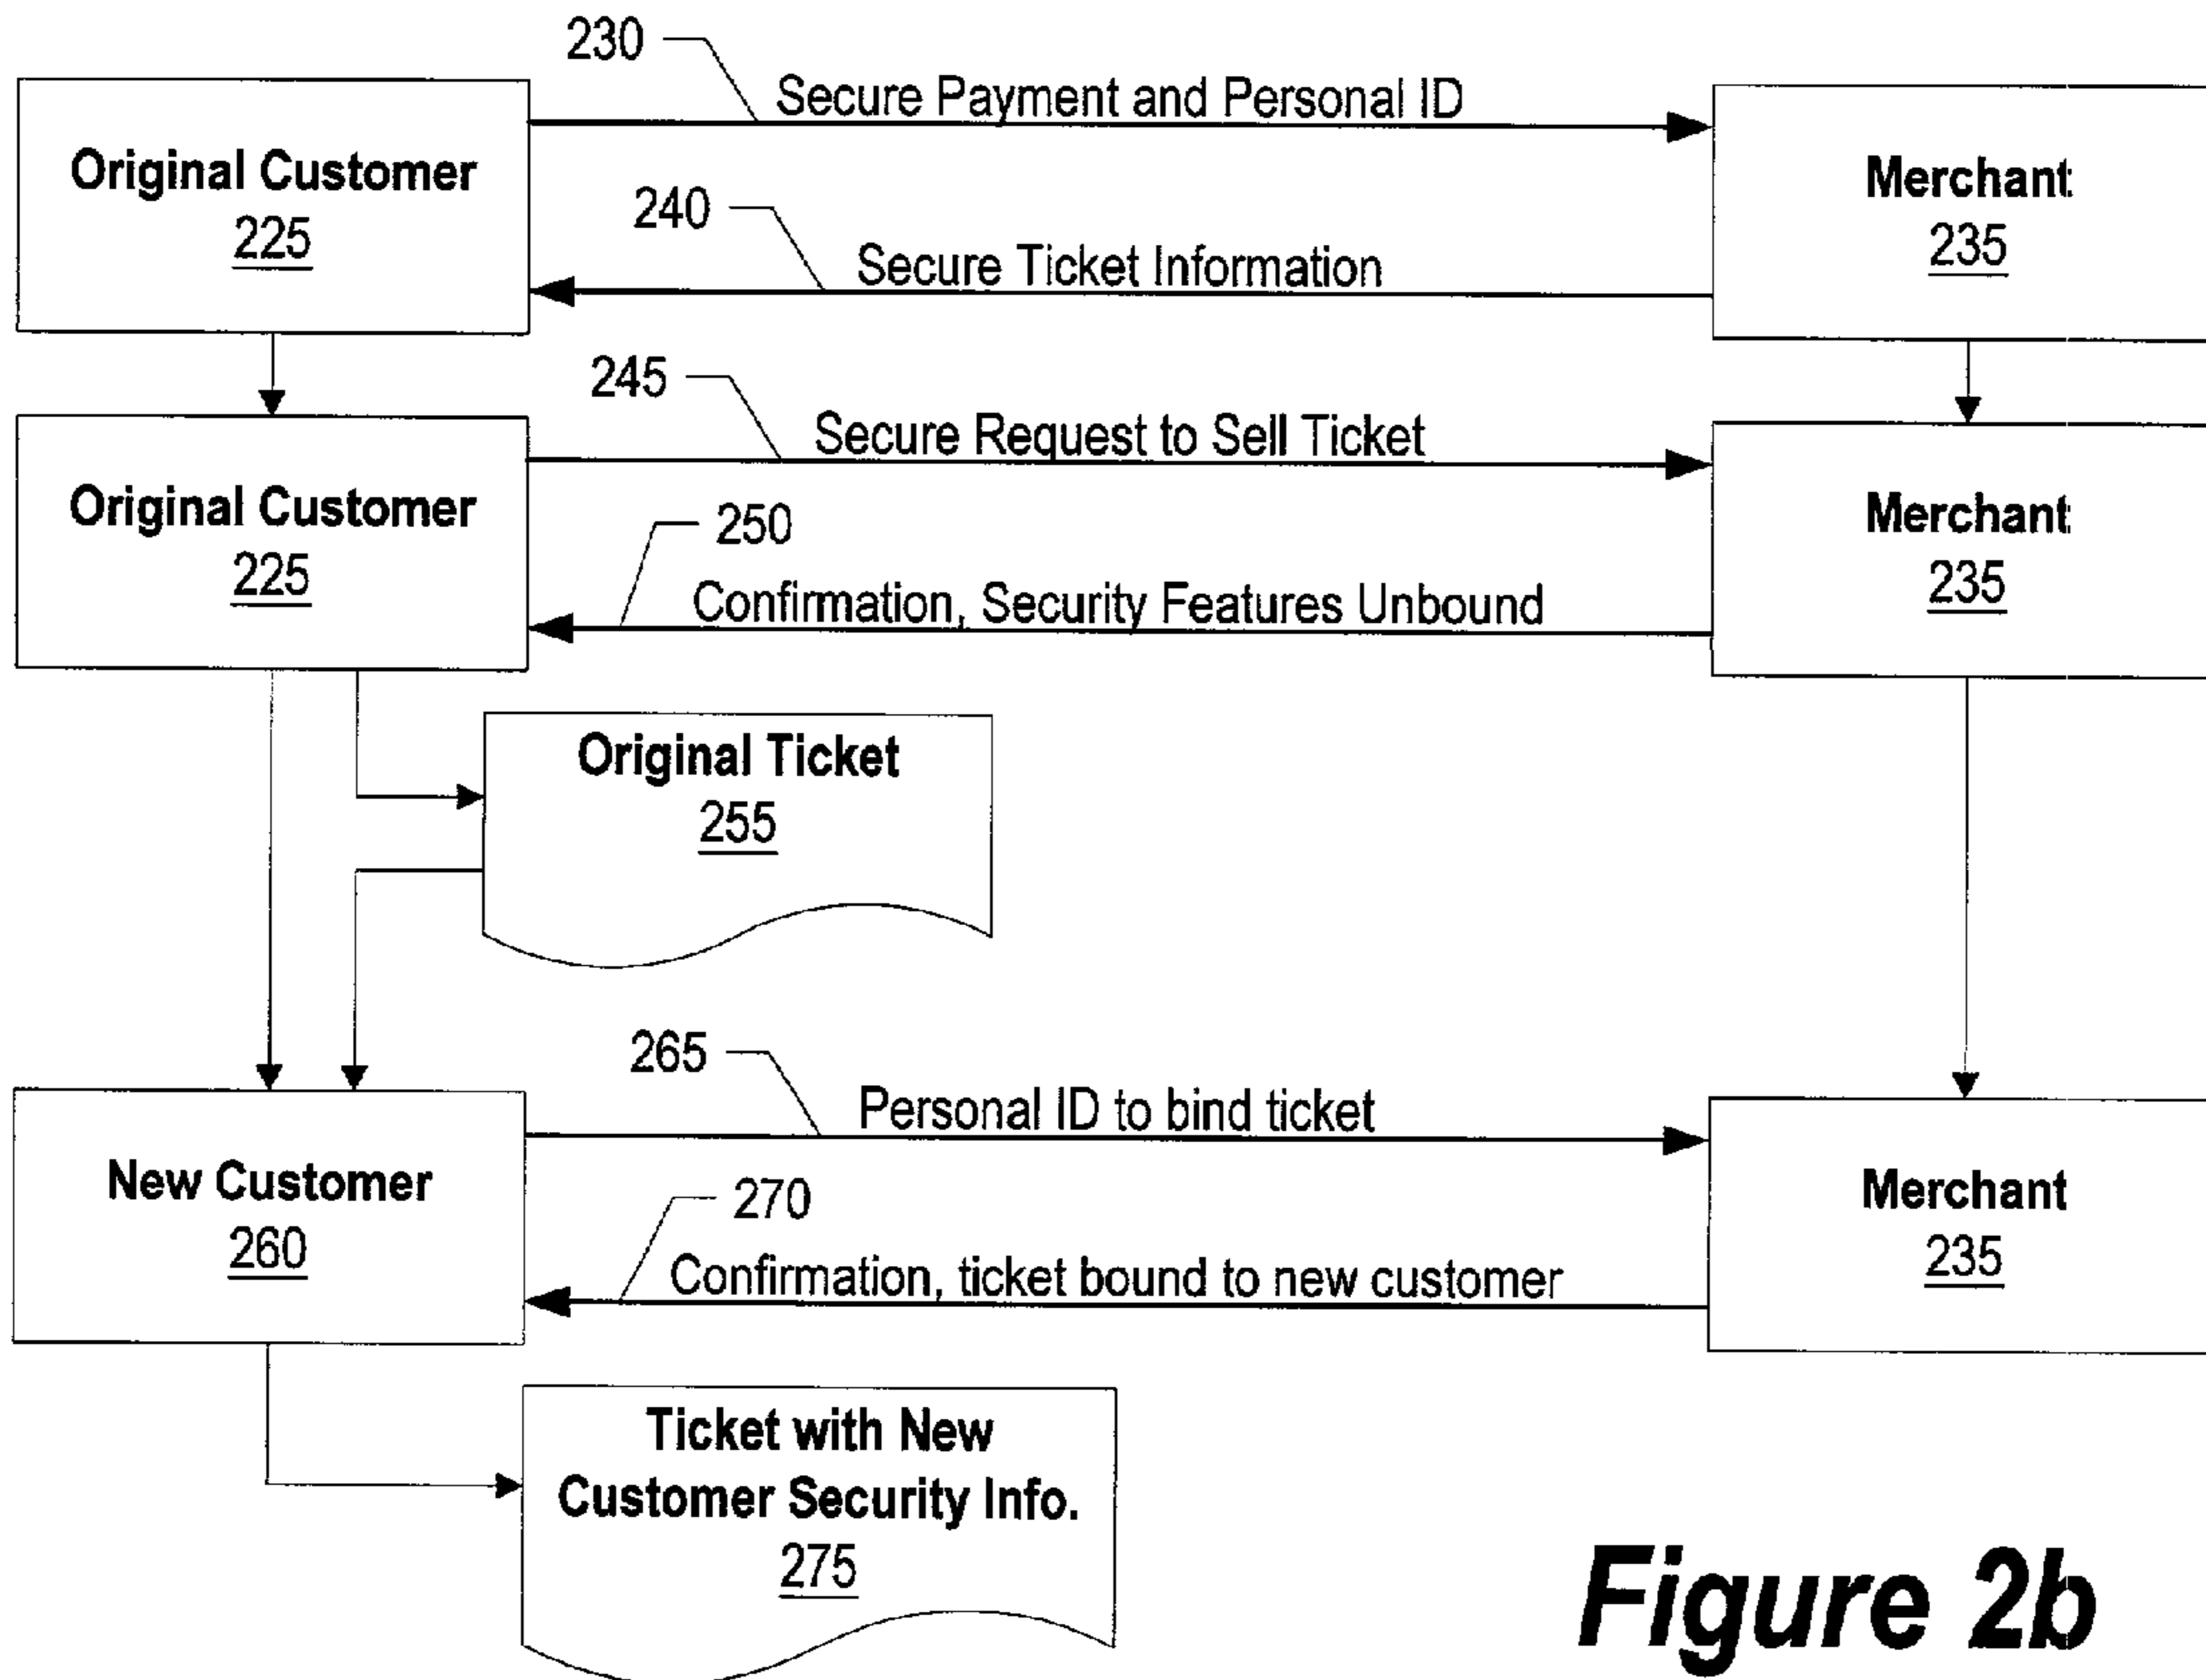 230
Secure Payment and Personal ID
Original Customer
225
Merchant
235
240
Secure Ticket Information
245
Secure Request to Sell Ticket
Original Customer
225
Merchant
235
250
Confirmation, Security Features Unbound
Original Ticket
255
265
Personal ID to bind ticket
New Customer
260
Merchant
235
270
Confirmation, ticket bound to new customer
Ticket with New
Customer Security Info.
275
Figure 2b